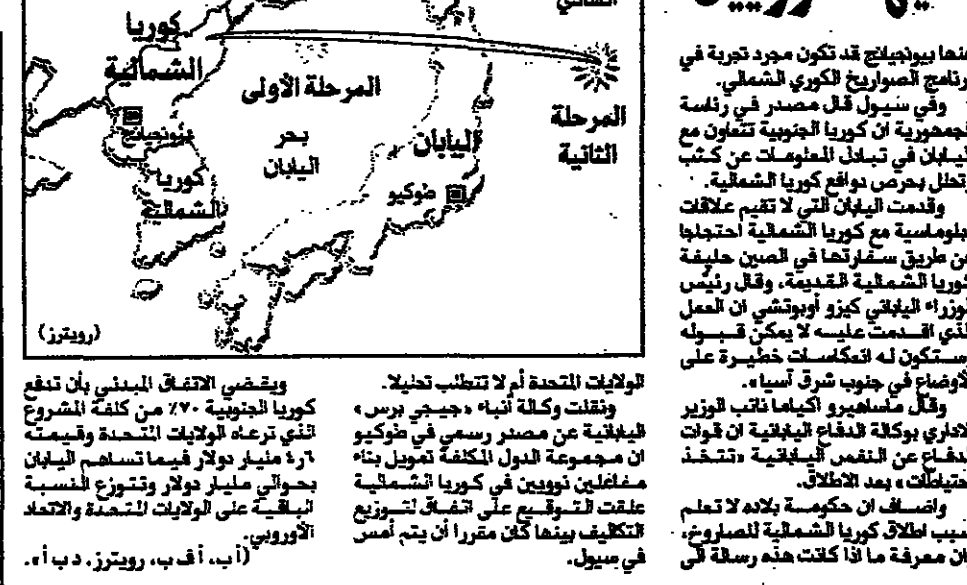 عنها بيونجيانج قد تكون مجرد تجربة في
برنامج الصواريخ الكوري الشمالي.
وفي سيول قال مصدر في رئاسة
الجمهورية ان كوريا الجنوبية تتعاون مع
اليابان في تبادل المعلومات عن كثب
وتحلل بحرص دوافع كوريا الشمالية.
وقدمت اليابان التي لا تقيم علاقات
دبلوماسية مع كوريا الشمالية احتجاجا
عن طريق سفارتها في الصين حليفة
كوريا الشمالية القديمة، وقال رئيس
الوزراء الياباني كيزو أوبوتشي ان العمل
الذي اقدمت عليه لا يمكن قبوله
وستكون له انعكاسات خطيرة على
الأوضاع في جنوب شرق آسيا».
وقال ماساهيرو اكياما نائب الوزير
الاداري بوكالة الدفاع اليابانية ان قوات
الدفاع عن النفس اليابانية «تتخذ
احتياطات» بعد الاطلاق.
واضاف ان حكومة بلاده لا تعلم
سبب اطلاق كوريا الشمالية للصاروخ،
وان معرفة ما اذا كانت هذه رسالة الى
الولايات المتحدة أم لا تتطلب تحليلا.
ونقلت وكالة أنباء «جيجي برس»
اليابانية عن مصدر رسمي في طوكيو
ان مجموعة الدول المكلفة تمويل بناء
مفاعلين نوويين في كوريا الشمالية
علقت التوقيع على اتفاق لتوزيع
التكاليف بينها كان مقررا أن يتم أمس
في سيول.
ويقضي الاتفاق المبدئي بأن تدفع
كوريا الجنوبية ٧٠٪ من كلفة المشروع
الذي ترعاه الولايات المتحدة وقيمته
٤٫٦ مليار دولار فيما تساهم اليابان
بحوالي مليار دولار وتتوزع النسبة
الباقية على الولايات المتحدة والاتحاد
الأوروبي.
(أ.ب، أ.ف.ب، رويترز، د.ب.أ).
كوريا
الشمالية
المرحلة الأولى
المرحلة
الثانية
بحر
اليابان
اليابان
طوكيو
بيونجيانج
كوريا
الشمالية
(رويترز)